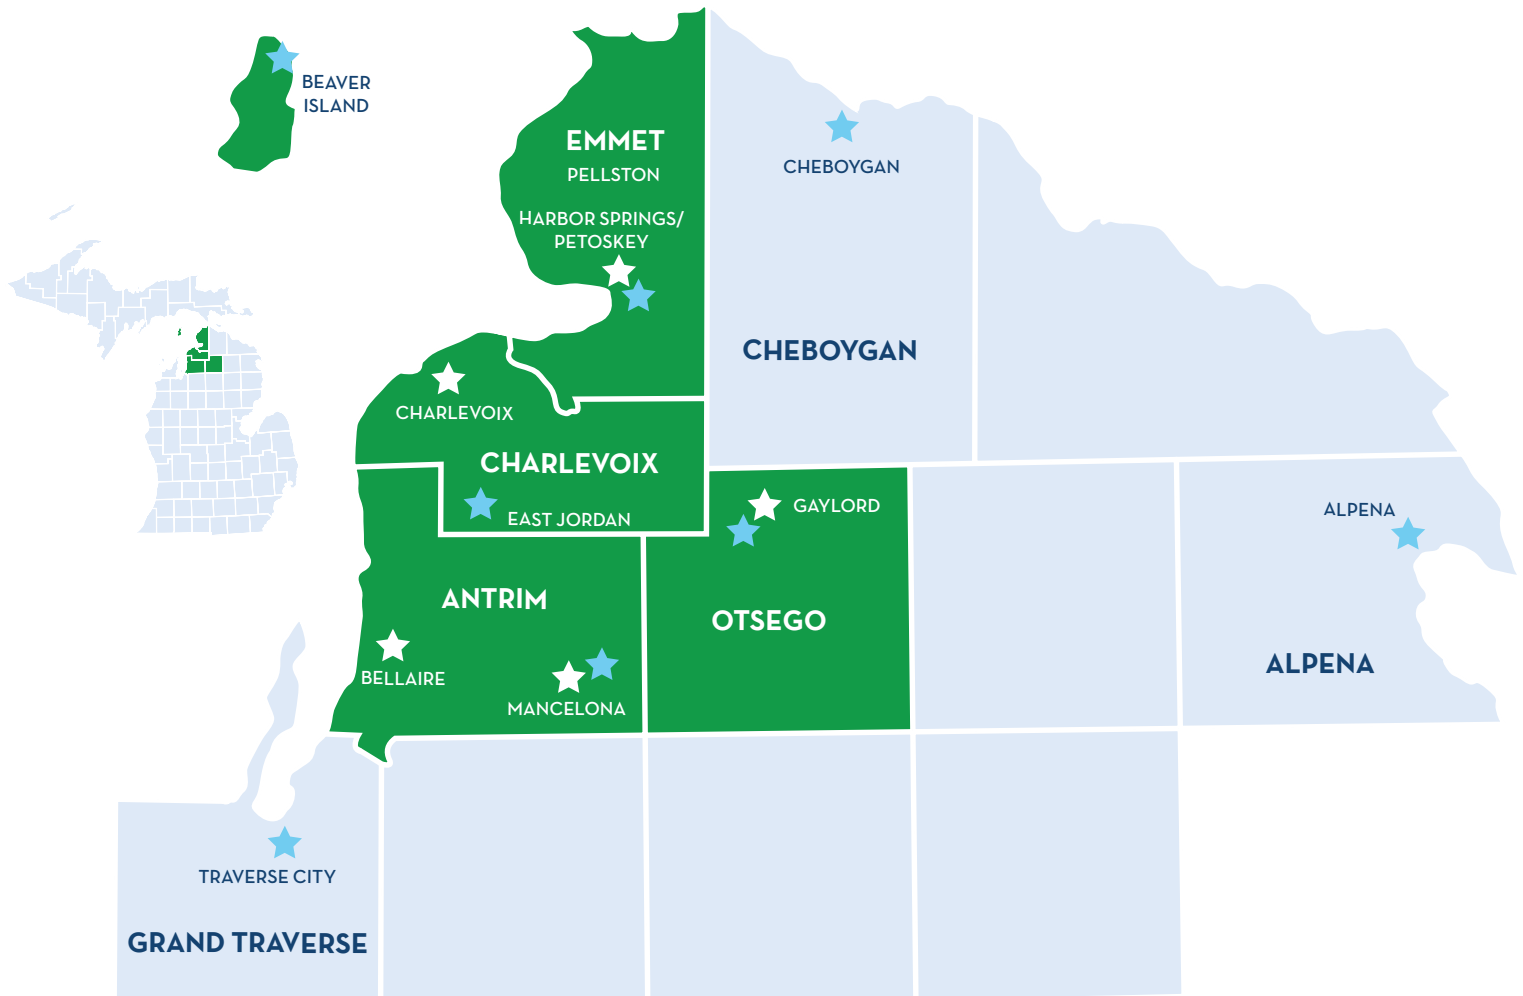 BEAVER
ISLAND
EMMET
PELLSTON
HARBOR SPRINGS/
PETOSKEY
CHEBOYGAN
CHEBOYGAN
CHARLEVOIX
CHARLEVOIX
EAST JORDAN
GAYLORD
ALPENA
ANTRIM
OTSEGO
BELLAIRE
MANCELONA
ALPENA
TRAVERSE CITY
GRAND TRAVERSE